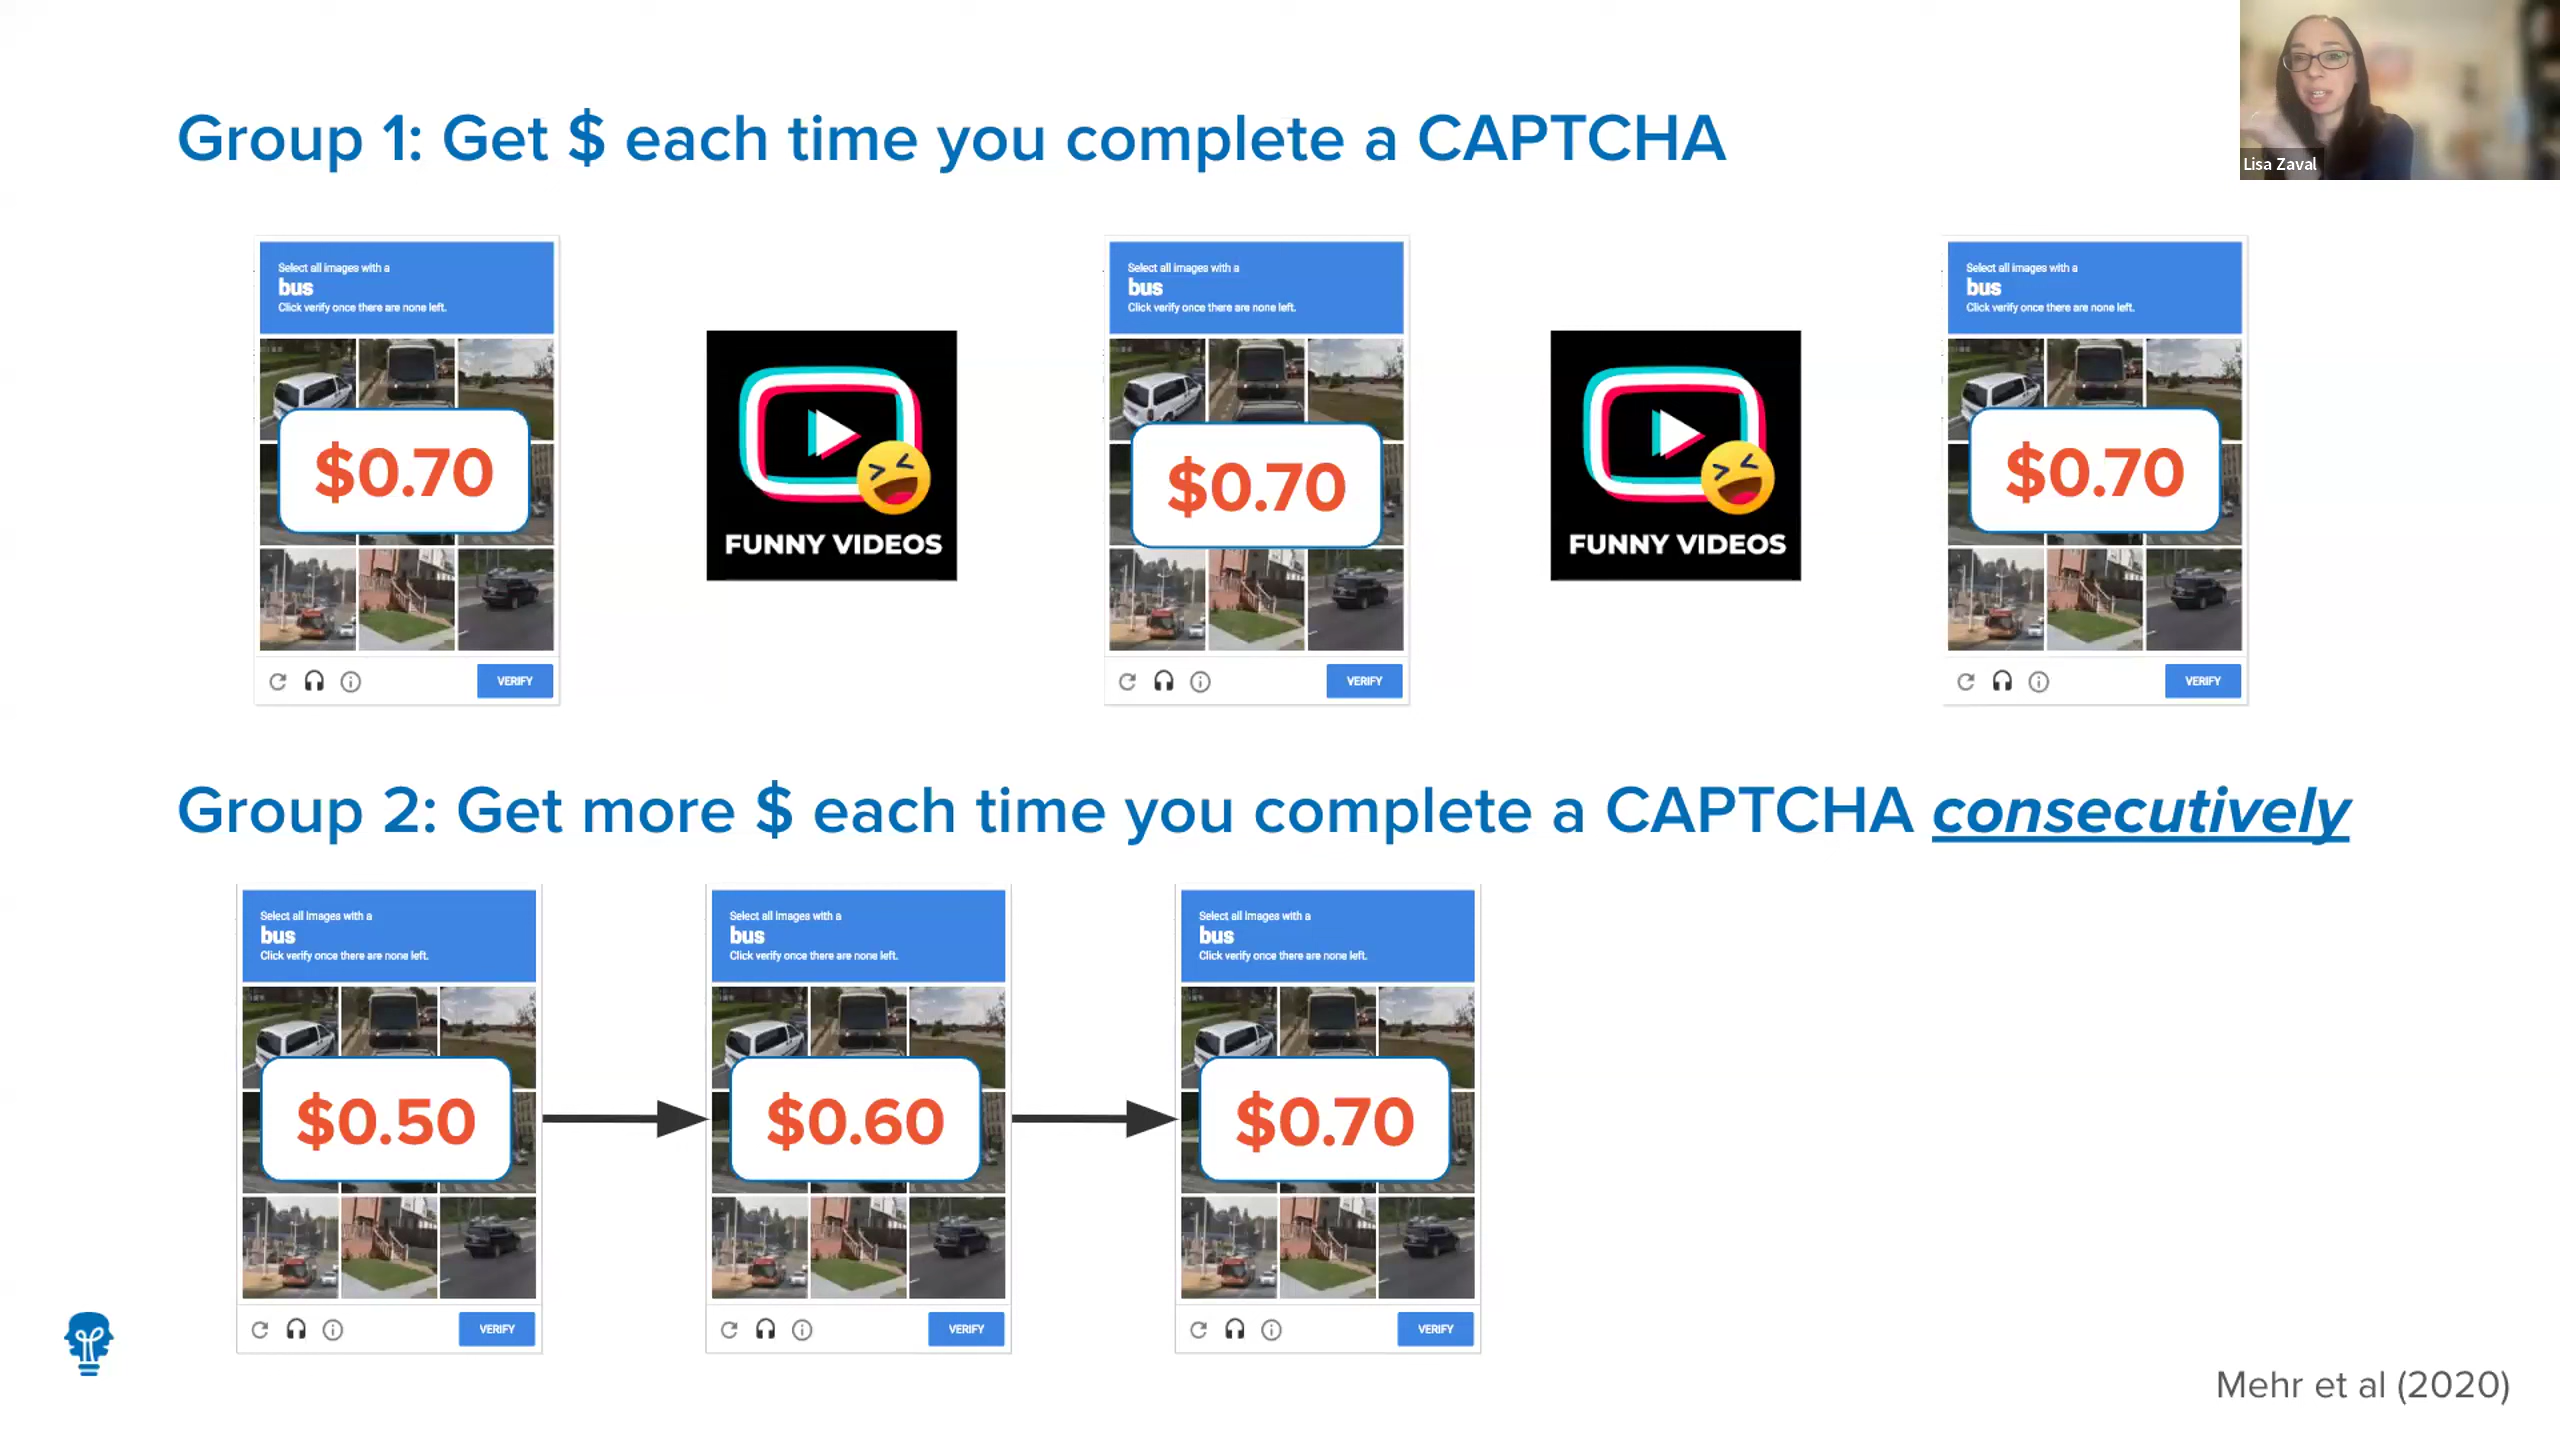 Group 1: Get $ each time you complete a CAPTCHA
Lisa Zaval
Select all images with a
bus
Click verify once there are none left.
$0.70
VERIFY
FUNNY VIDEOS
Select all images with a
bus
Click verify once there are none left.
$0.70
VERIFY
FUNNY VIDEOS
Select all images with a
bus
Click verify once there are none left.
$0.70
VERIFY
Group 2: Get more $ each time you complete a CAPTCHA consecutively
Select all images with a
bus
Click verify once there are none left.
$0.50
VERIFY
Select all images with a
bus
Click verify once there are none left.
$0.60
VERIFY
Select all images with a
bus
Click verify once there are none left.
$0.70
VERIFY
Mehr et al (2020)